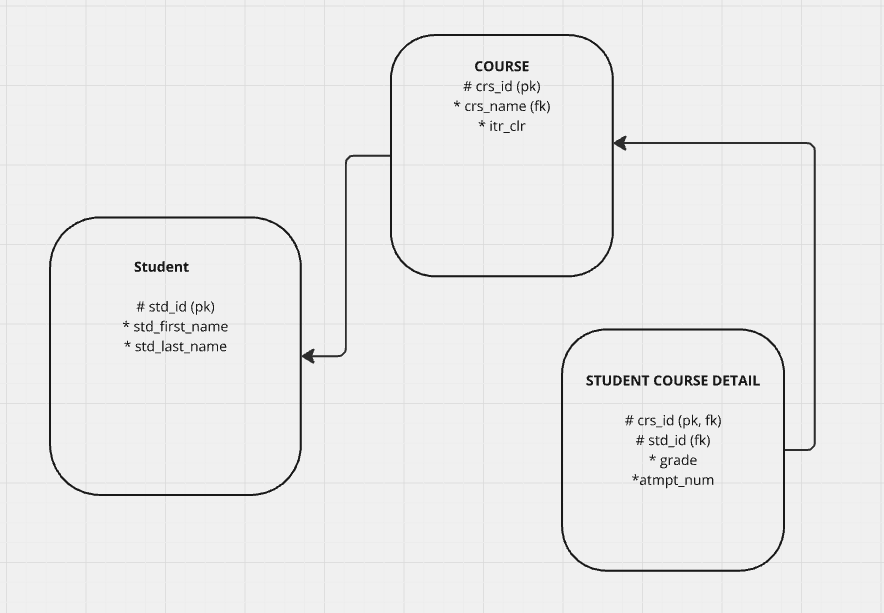 COURSE
# crs_id (pk)
* crs_name (fk)
* itr_clr
Student
# std_id (pk)
* std_first_name
* std_last_name
STUDENT COURSE DETAIL
# crs_id (pk, fk)
# std_id (fk)
* grade
*atmpt_num